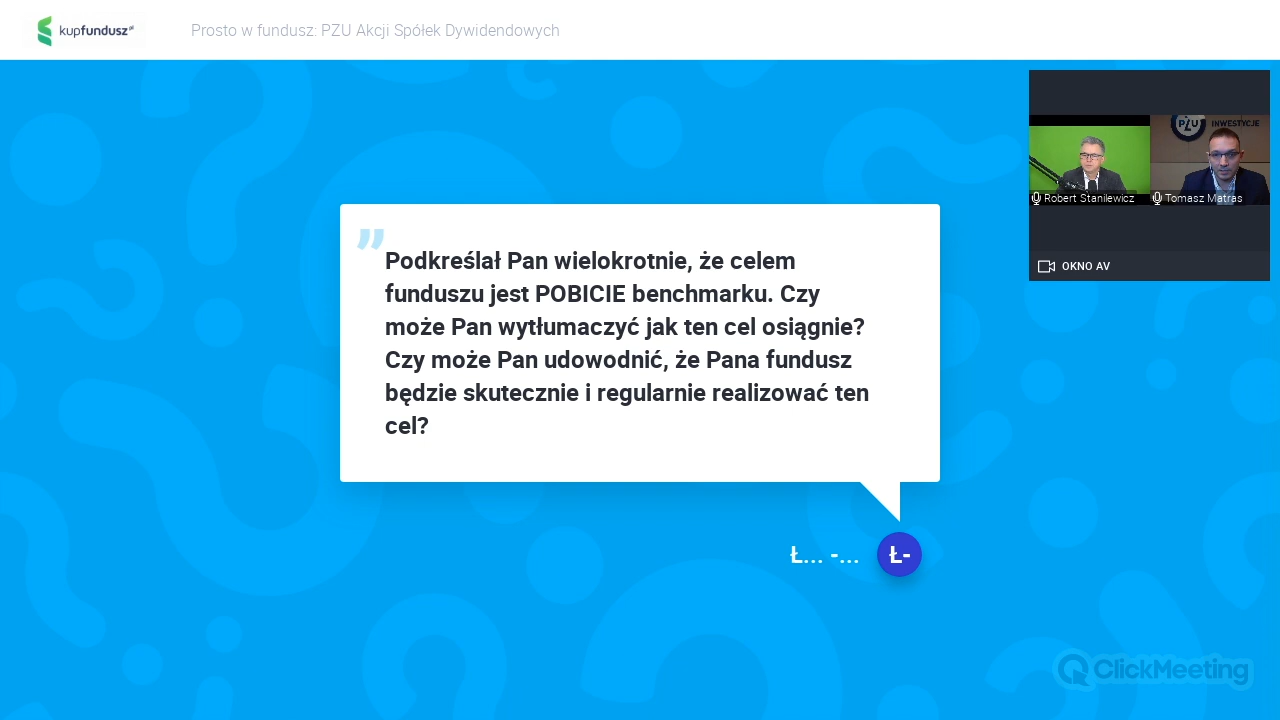 kupfundusz.pl
Prosto w fundusz: PZU Akcji Spółek Dywidendowych
PZU INWESTYCJE
Robert Stanilewicz
Tomasz Matras
OKNO AV
Podkreślał Pan wielokrotnie, że celem
funduszu jest POBICIE benchmarku. Czy
może Pan wytłumaczyć jak ten cel osiągnie?
Czy może Pan udowodnić, że Pana fundusz
będzie skutecznie i regularnie realizować ten
cel?
Ł... -...
Ł-
ClickMeeting